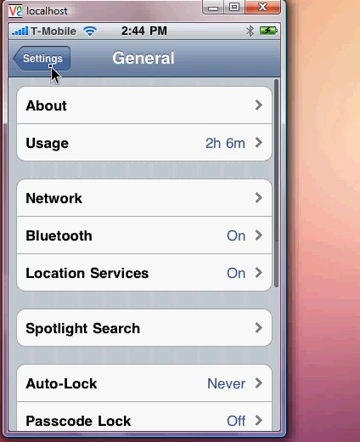 VE localhost
T-Mobile 2:44 PM
Settings General
About
Usage 2h 6m
Network
Bluetooth On
Location Services On
Spotlight Search
Auto-Lock Never
Passcode Lock Off